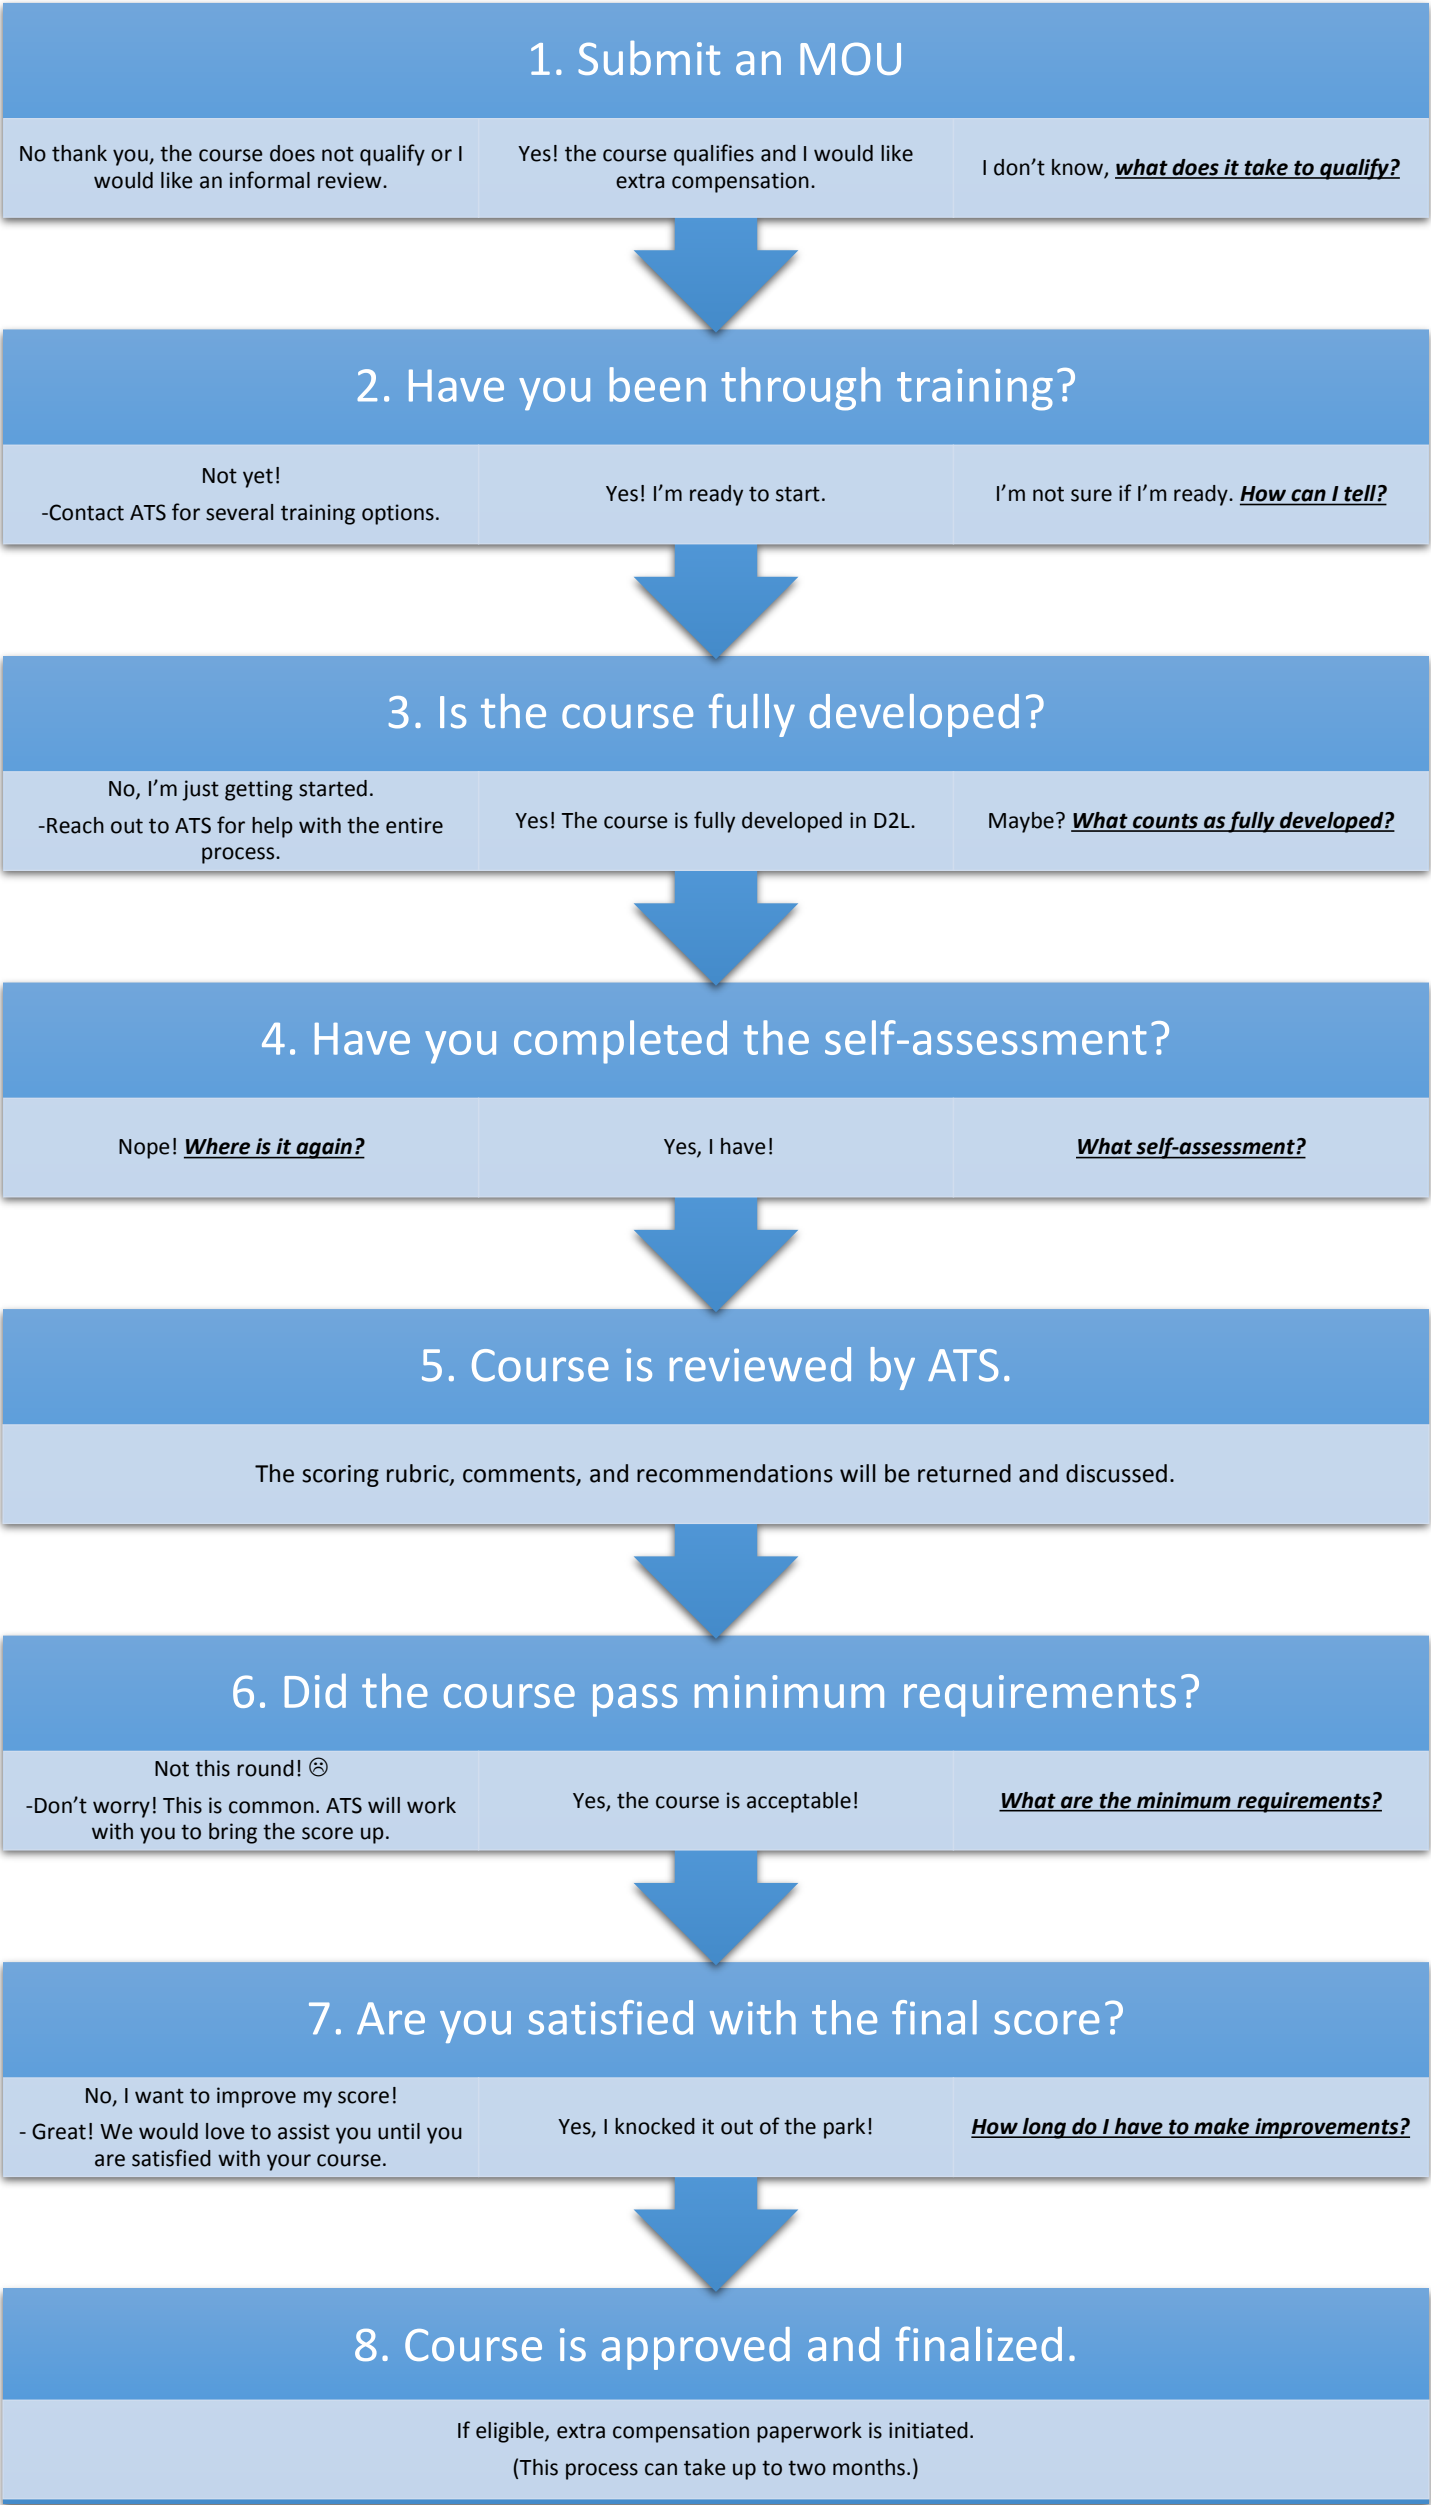 1. Submit an MOU
No thank you, the course does not qualify or I
would like an informal review.
Yes! the course qualifies and I would like
extra compensation.
I don’t know, what does it take to qualify?
2. Have you been through training?
Not yet!
-Contact ATS for several training options.
Yes! I’m ready to start.
I’m not sure if I’m ready. How can I tell?
3. Is the course fully developed?
No, I’m just getting started.
-Reach out to ATS for help with the entire
process.
Yes! The course is fully developed in D2L.
Maybe? What counts as fully developed?
4. Have you completed the self-assessment?
Nope! Where is it again?
Yes, I have!
What self-assessment?
5. Course is reviewed by ATS.
The scoring rubric, comments, and recommendations will be returned and discussed.
6. Did the course pass minimum requirements?
Not this round! ☹
-Don’t worry! This is common. ATS will work
with you to bring the score up.
Yes, the course is acceptable!
What are the minimum requirements?
7. Are you satisfied with the final score?
No, I want to improve my score!
- Great! We would love to assist you until you
are satisfied with your course.
Yes, I knocked it out of the park!
How long do I have to make improvements?
8. Course is approved and finalized.
If eligible, extra compensation paperwork is initiated.
(This process can take up to two months.)